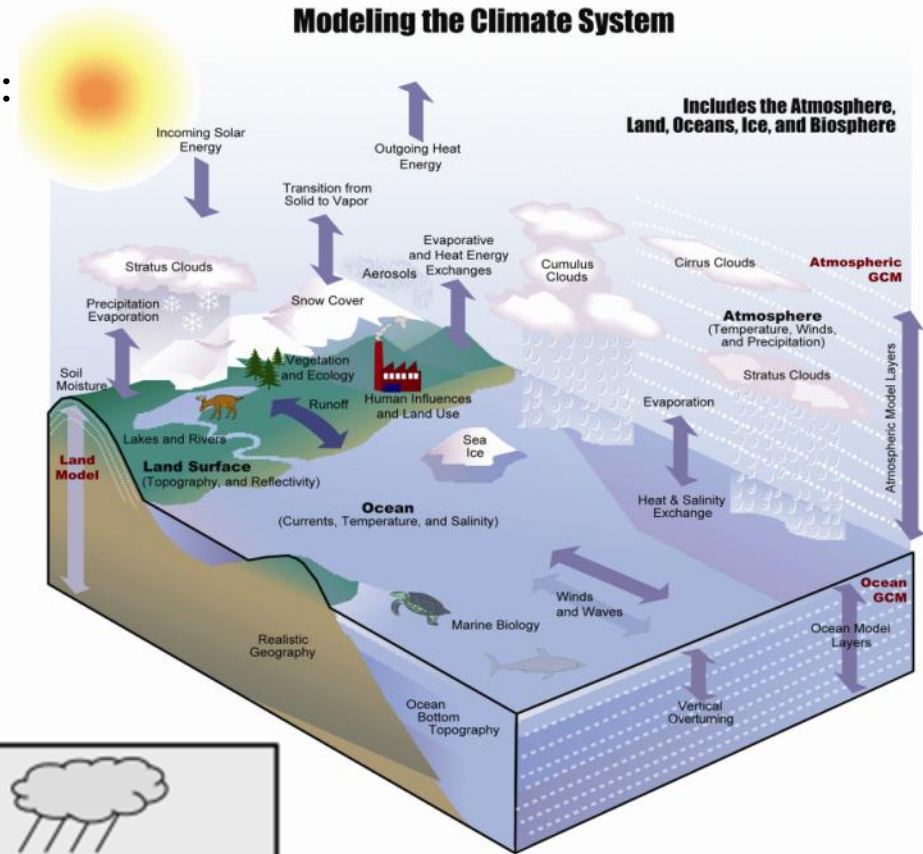 Modeling the Climate System
:
Includes the Atmosphere,
Land, Oceans, Ice, and Biosphere
Incoming Solar
Energy
Outgoing Heat
Energy
Transition from
Solid to Vapor
Stratus Clouds
Snow Cover
Aerosols
Evaporative
and Heat Energy
Exchanges
Cumulus
Clouds
Cirrus Clouds
Atmospheric
GCM
Precipitation
Evaporation
Atmosphere
(Temperature, Winds,
and Precipitation)
Stratus Clouds
Atmospheric Model Layers
Soil
Moisture
Vegetation
and Ecology
Runoff
Human Influences
and Land Use
Evaporation
Lakes and Rivers
Land
Model
Land Surface
(Topography, and Reflectivity)
Sea
Ice
Ocean
(Currents, Temperature, and Salinity)
Heat & Salinity
Exchange
Winds
and Waves
Ocean
GCM
Ocean Model
Layers
Marine Biology
Realistic
Geography
Ocean
Bottom
Topography
Vertical
Overturning